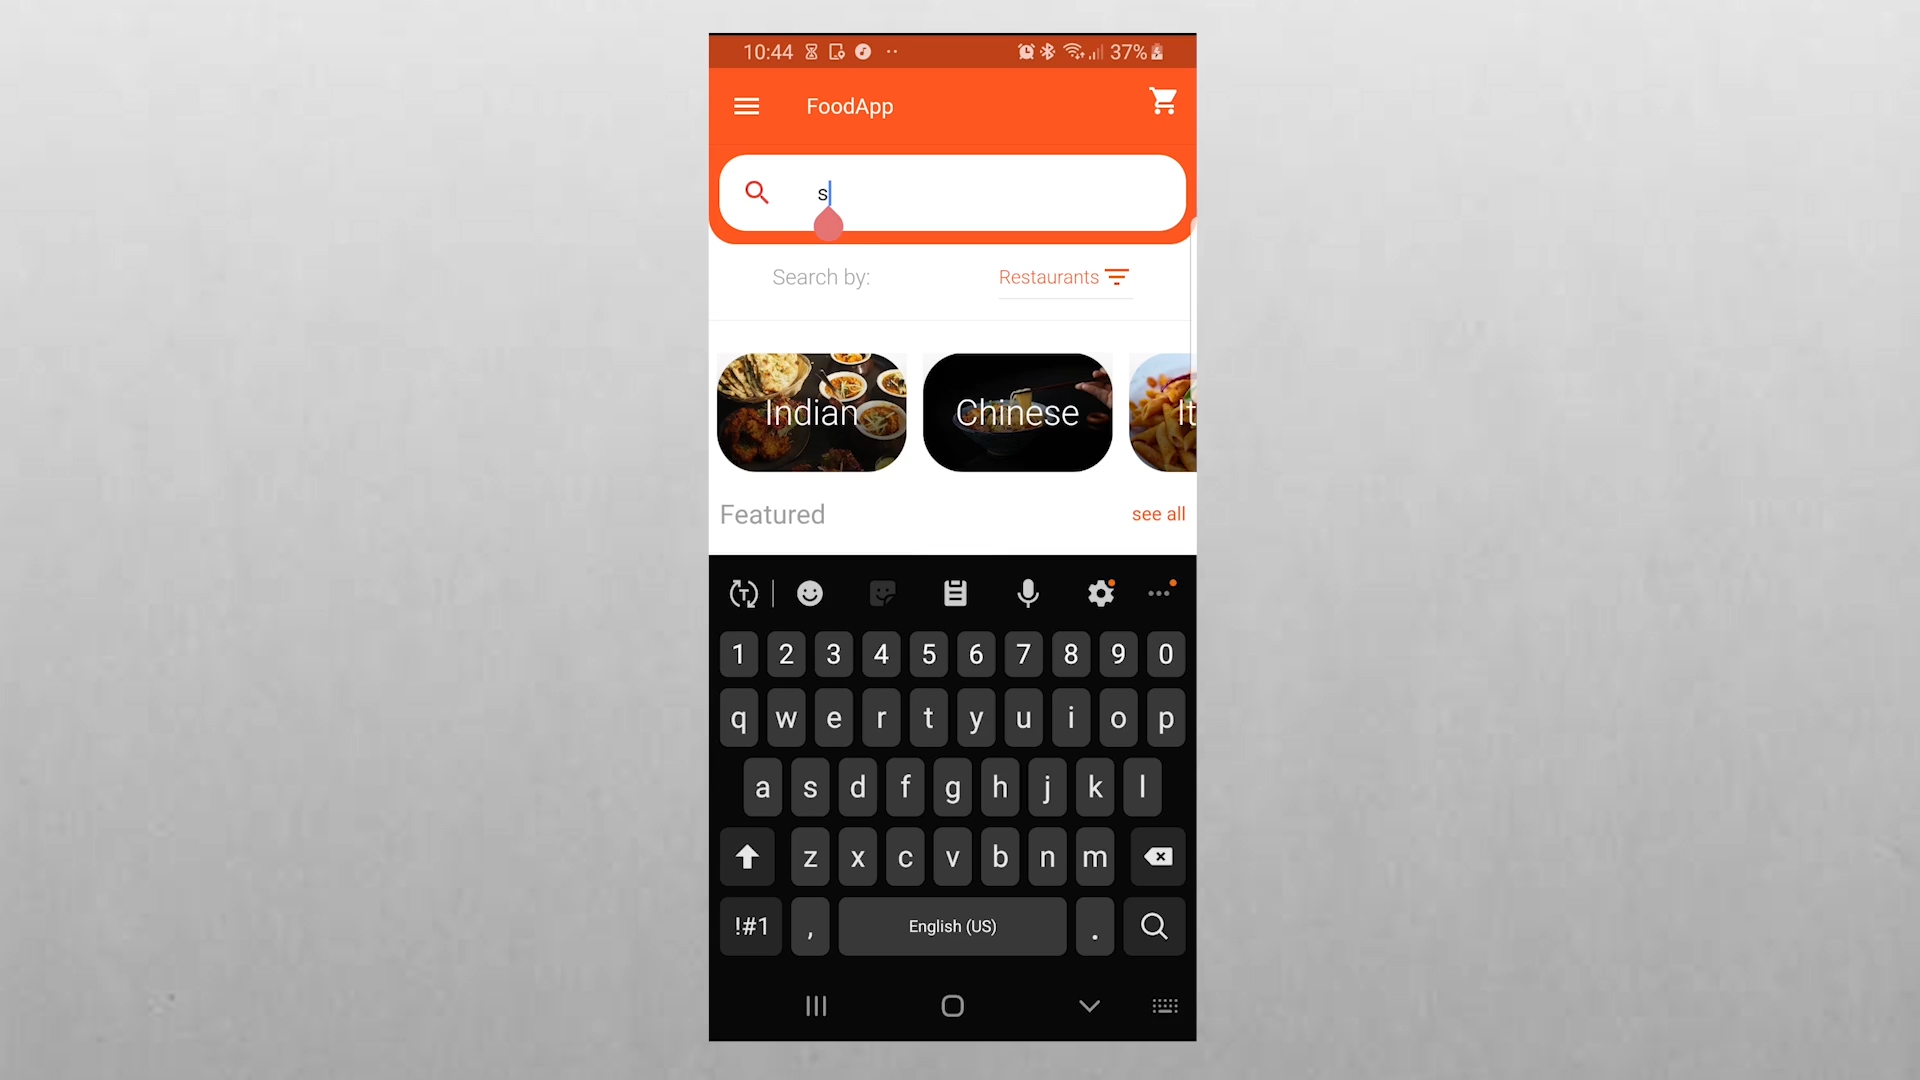 10:44 37%
FoodApp
s
Search by: Restaurants
Indian Chinese It
Featured see all
1 2 3 4 5 6 7 8 9 0
q w e r t y u i o p
a s d f g h j k l
z x c v b n m
!#1 , English (US) .